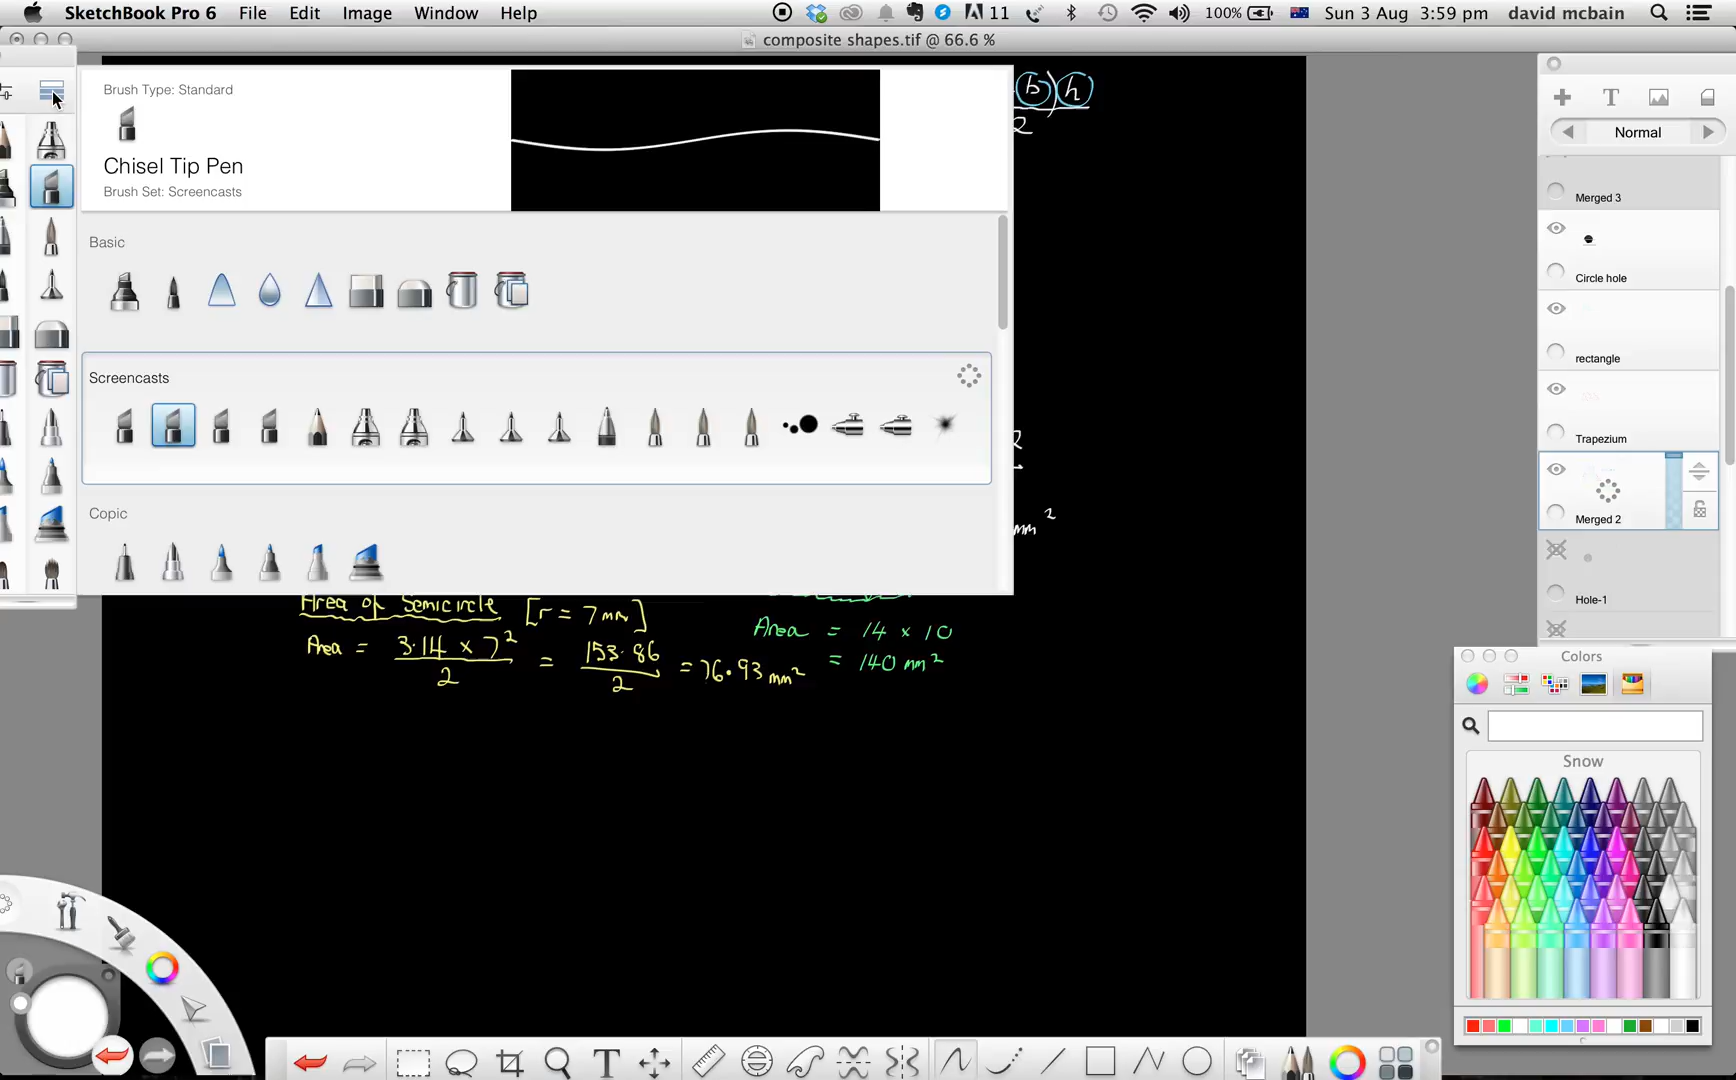 SketchBook Pro 6 File Edit Image Window Help 11 100% Sun 3 Aug 3:59 pm david mcbain
composite shapes.tif @ 66.6 %
Brush Type: Standard
Chisel Tip Pen
Brush Set: Screencasts
Basic
Screencasts
Copic
b)(h
2
mm²
Normal
Merged 3
Circle hole
rectangle
Trapezium
Merged 2
Hole-1
Area of Semicircle [r = 7mm]
Area = 3.14 x 7² / 2 = 153.86 / 2 = 76.93 mm²
Area = 14 x 10
= 140 mm²
Colors
Snow
T